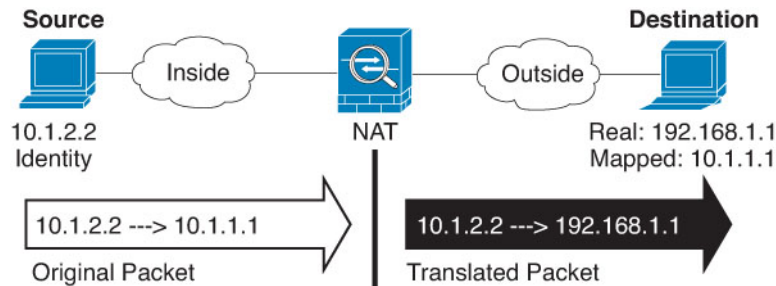 Source
Destination
Inside
Outside
10.1.2.2
Identity
NAT
Real: 192.168.1.1
Mapped: 10.1.1.1
10.1.2.2 ---> 10.1.1.1
10.1.2.2 ---> 192.168.1.1
Original Packet
Translated Packet